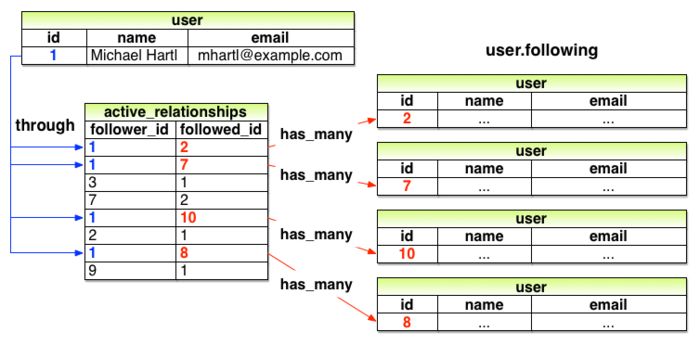 user
id name email
1 Michael Hartl mhartl@example.com
through
active_relationships
follower_id followed_id
1 2
1 7
3 1
7 2
1 10
2 1
1 8
9 1
has_many
has_many
has_many
has_many
user.following
user
id name email
2 ... ...
user
id name email
7 ... ...
user
id name email
10 ... ...
user
id name email
8 ... ...